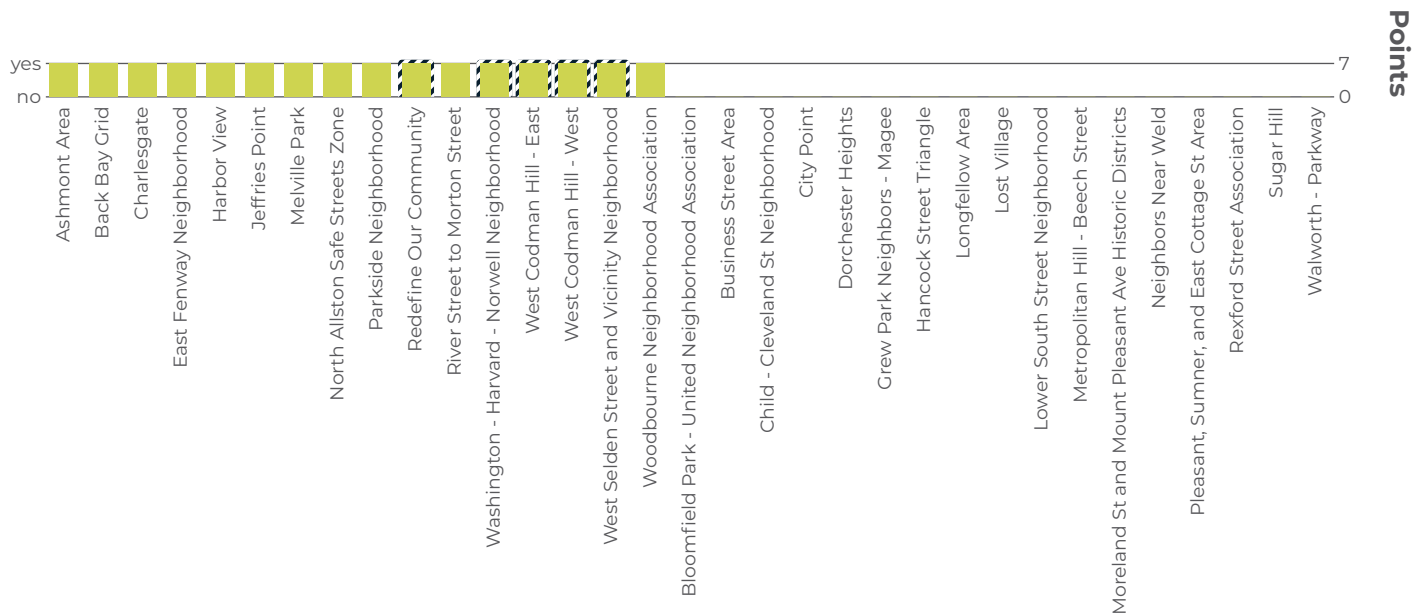 Points
yes
7
no
0
Ashmont Area
Back Bay Grid
Charlesgate
East Fenway Neighborhood
Harbor View
Jeffries Point
Melville Park
North Allston Safe Streets Zone
Parkside Neighborhood
Redefine Our Community
River Street to Morton Street
Washington - Harvard - Norwell Neighborhood
West Codman Hill - East
West Codman Hill - West
West Selden Street and Vicinity Neighborhood
Woodbourne Neighborhood Association
Bloomfield Park - United Neighborhood Association
Business Street Area
Child - Cleveland St Neighborhood
City Point
Dorchester Heights
Grew Park Neighbors - Magee
Hancock Street Triangle
Longfellow Area
Lost Village
Lower South Street Neighborhood
Metropolitan Hill - Beech Street
Moreland St and Mount Pleasant Ave Historic Districts
Neighbors Near Weld
Pleasant, Sumner, and East Cottage St Area
Rexford Street Association
Sugar Hill
Walworth - Parkway